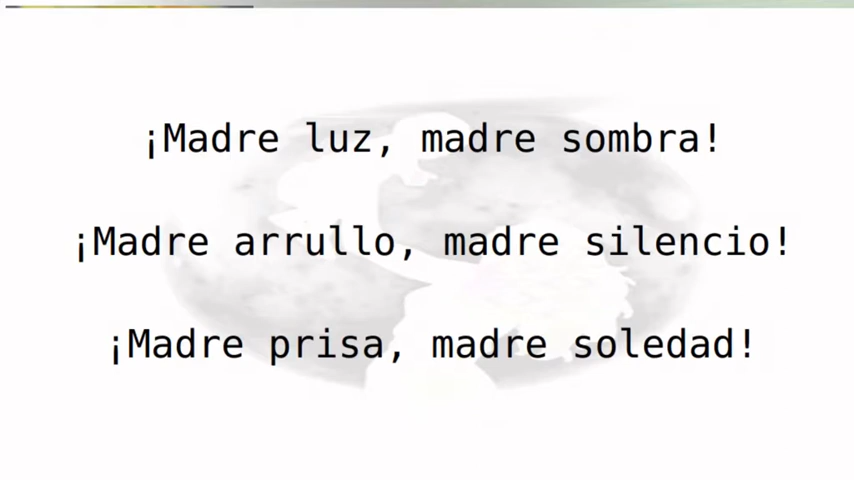 ¡Madre luz, madre sombra!
¡Madre arrullo, madre silencio!
¡Madre prisa, madre soledad!